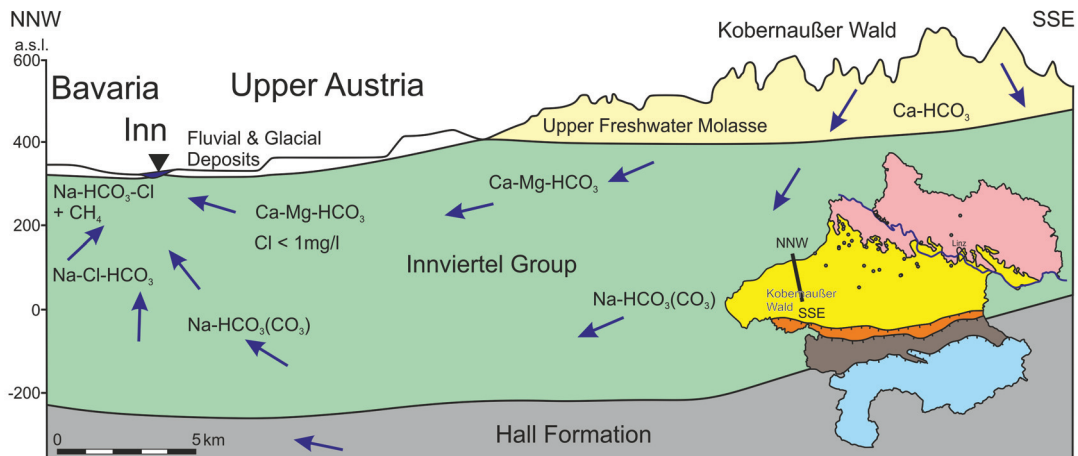 NNW
SSE
a.s.l.
600
Kobernaußer Wald
Bavaria
Upper Austria
Inn
Fluvial & Glacial
Deposits
Upper Freshwater Molasse
Ca-HCO₃
400
Na-HCO₃-Cl
+ CH₄
Ca-Mg-HCO₃
Ca-Mg-HCO₃
Cl < 1mg/l
200
Linz
NNW
Innviertel Group
Na-Cl-HCO₃
Kobernaußer
Wald
SSE
0
Na-HCO₃(CO₃)
Na-HCO₃(CO₃)
-200
0
5 km
Hall Formation